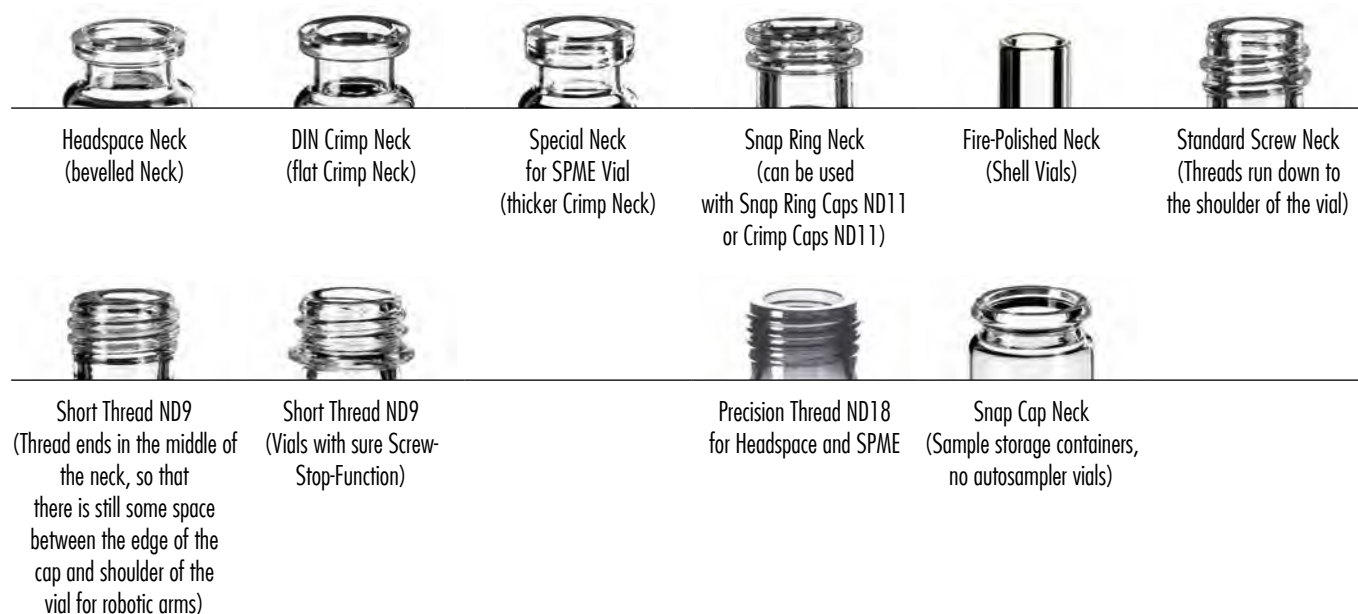 Headspace Neck
(bevelled Neck)
DIN Crimp Neck
(flat Crimp Neck)
Special Neck
for SPME Vial
(thicker Crimp Neck)
Snap Ring Neck
(can be used
with Snap Ring Caps ND11
or Crimp Caps ND11)
Fire-Polished Neck
(Shell Vials)
Standard Screw Neck
(Threads run down to
the shoulder of the vial)
Short Thread ND9
(Thread ends in the middle of
the neck, so that
there is still some space
between the edge of the
cap and shoulder of the
vial for robotic arms)
Short Thread ND9
(Vials with sure Screw-
Stop-Function)
Precision Thread ND18
for Headspace and SPME
Snap Cap Neck
(Sample storage containers,
no autosampler vials)